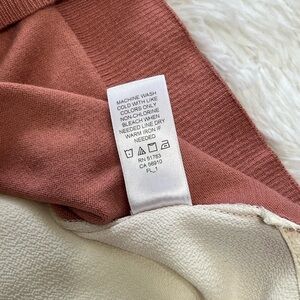 MACHINE WASH
COLD WITH LIKE
COLORS ONLY
NON-CHLORINE
BLEACH WHEN
NEEDED LINE DRY
WARM IRON IF
NEEDED
RN 51783
CA 56910
FL_1